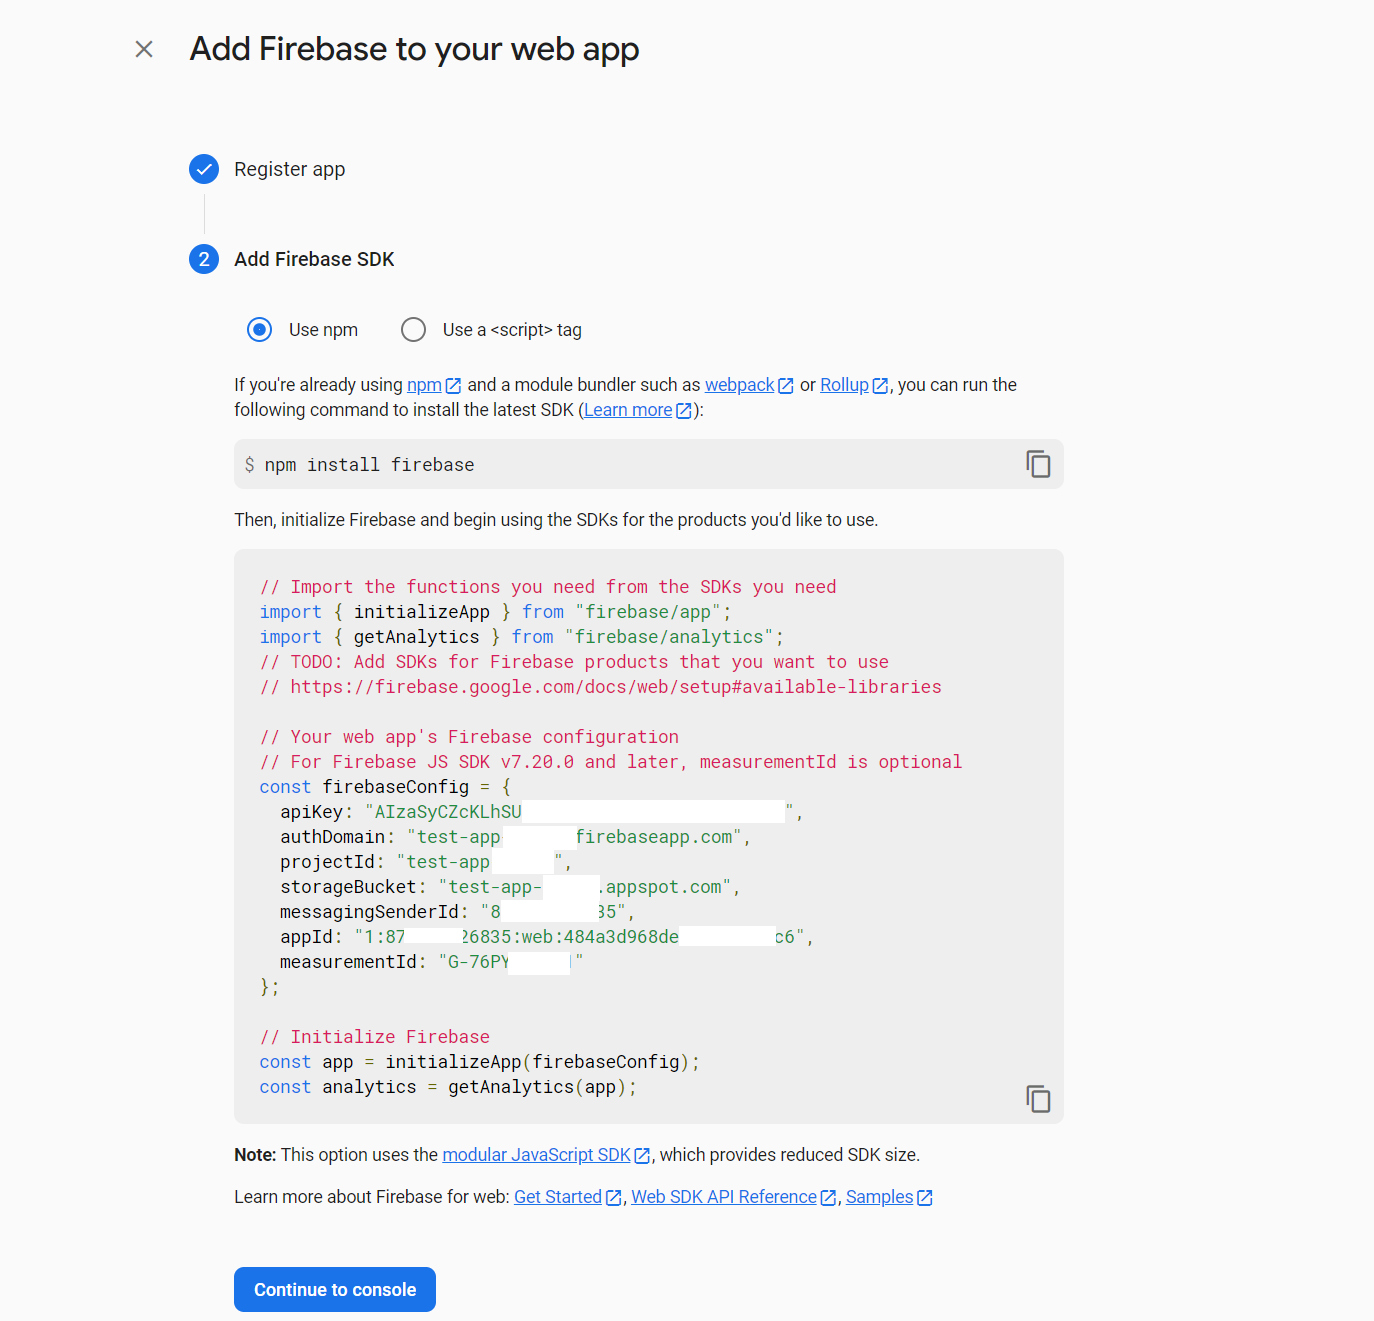 Add Firebase to your web app
Register app
2 Add Firebase SDK
Use npm Use a <script> tag
If you're already using npm and a module bundler such as webpack or Rollup, you can run the
following command to install the latest SDK (Learn more):
$ npm install firebase
Then, initialize Firebase and begin using the SDKs for the products you'd like to use.
// Import the functions you need from the SDKs you need
import { initializeApp } from "firebase/app";
import { getAnalytics } from "firebase/analytics";
// TODO: Add SDKs for Firebase products that you want to use
// https://firebase.google.com/docs/web/setup#available-libraries
// Your web app's Firebase configuration
// For Firebase JS SDK v7.20.0 and later, measurementId is optional
const firebaseConfig = {
apiKey: "AIzaSyCZcKLhSU ",
authDomain: "test-app firebaseapp.com",
projectId: "test-app ",
storageBucket: "test-app- .appspot.com",
messagingSenderId: "8 35",
appId: "1:87 26835:web:484a3d968de c6",
measurementId: "G-76PY "
};
// Initialize Firebase
const app = initializeApp(firebaseConfig);
const analytics = getAnalytics(app);
Note: This option uses the modular JavaScript SDK, which provides reduced SDK size.
Learn more about Firebase for web: Get Started, Web SDK API Reference, Samples
Continue to console